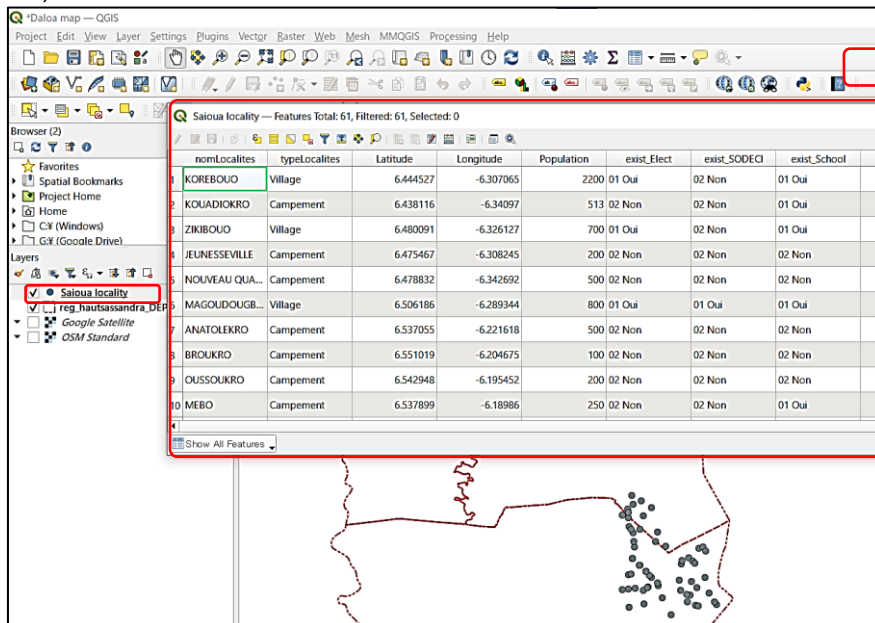 *Daloa map — QGIS
Project Edit View Layer Settings Plugins Vector Raster Web Mesh MMQGIS Processing Help
Saioua locality — Features Total: 61, Filtered: 61, Selected: 0
Browser (2)
Favorites
Spatial Bookmarks
Project Home
Home
C:¥ (Windows)
G:¥ (Google Drive)
Layers
Saioua locality
reg_hautsassandra_DEP
Google Satellite
OSM Standard
nomLocalites typeLocalites Latitude Longitude Population exist_Elect exist_SODECI exist_School
1 KOREBOUO Village 6.444527 -6.307065 2200 01 Oui 02 Non 01 Oui
2 KOUADIOKRO Campement 6.438116 -6.34097 513 02 Non 02 Non 01 Oui
3 ZIKIBOUO Village 6.480091 -6.326127 700 01 Oui 02 Non 01 Oui
4 JEUNESSEVILLE Campement 6.475467 -6.308245 200 02 Non 02 Non 02 Non
5 NOUVEAU QUA... Campement 6.478832 -6.342692 500 02 Non 02 Non 02 Non
6 MAGOUDOUGB... Village 6.506186 -6.289344 800 01 Oui 01 Oui 01 Oui
7 ANATOLEKRO Campement 6.537055 -6.221618 500 02 Non 02 Non 02 Non
8 BROUKRO Campement 6.551019 -6.204675 100 02 Non 02 Non 02 Non
9 OUSSOUKRO Campement 6.542948 -6.195452 200 02 Non 02 Non 02 Non
10 MEBO Campement 6.537899 -6.18986 250 02 Non 02 Non 01 Oui
Show All Features